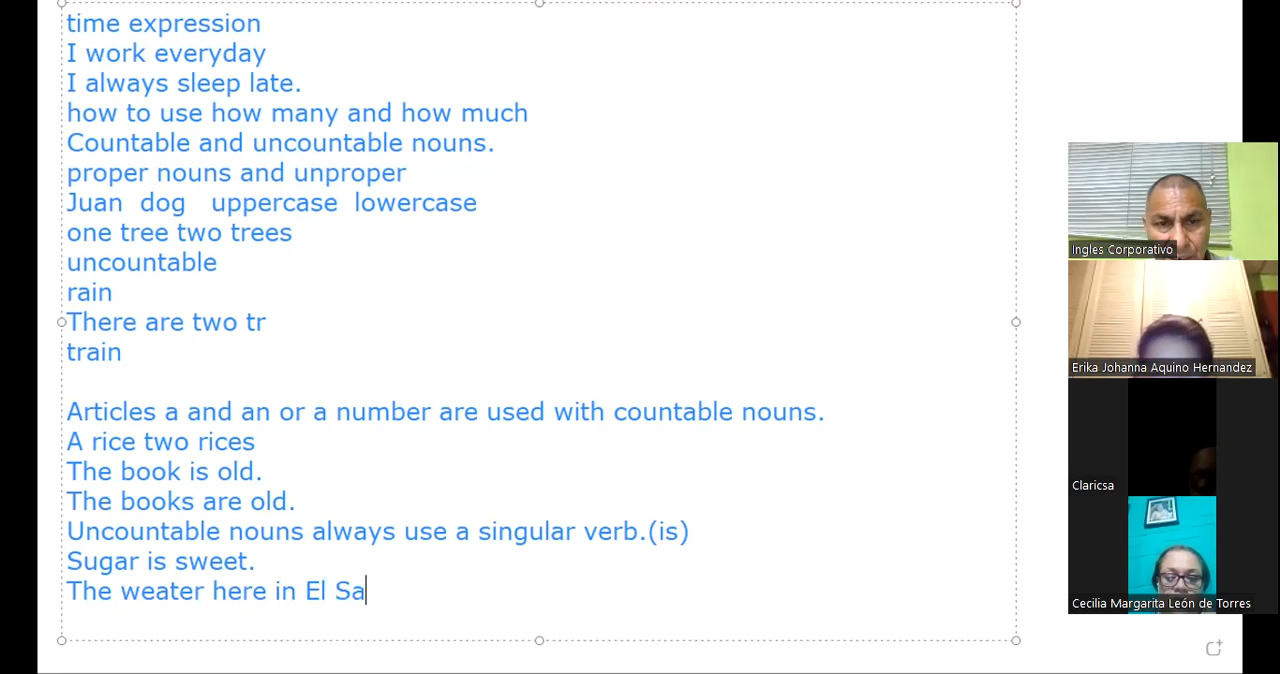 time expression
I work everyday
I always sleep late.
how to use how many and how much
Countable and uncountable nouns.
proper nouns and unproper
Juan dog uppercase lowercase
one tree two trees
uncountable
rain
There are two tr
train
Articles a and an or a number are used with countable nouns.
A rice two rices
The book is old.
The books are old.
Uncountable nouns always use a singular verb.(is)
Sugar is sweet.
The weater here in El Sa
Ingles Corporativo
Erika Johanna Aquino Hernandez
Claricsa
Cecilia Margarita León de Torres